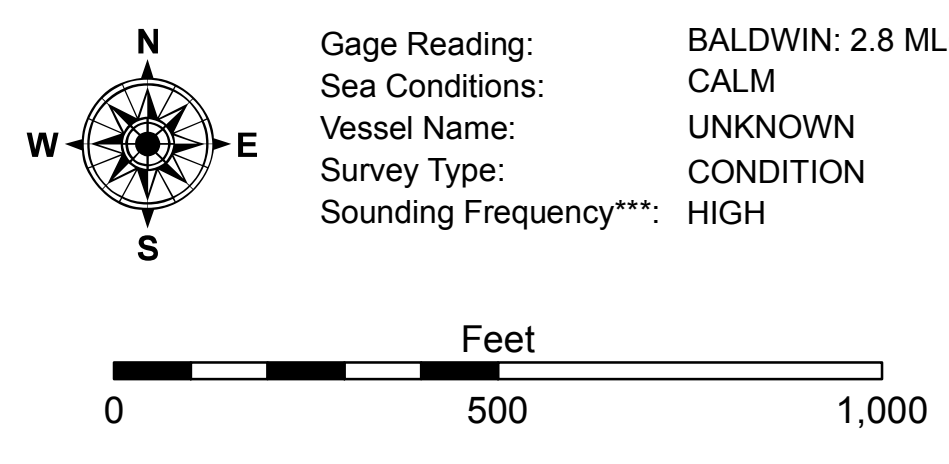 N
W E
S
Gage Reading: BALDWIN: 2.8 ML
Sea Conditions: CALM
Vessel Name: UNKNOWN
Survey Type: CONDITION
Sounding Frequency***: HIGH
Feet
0 500 1,000